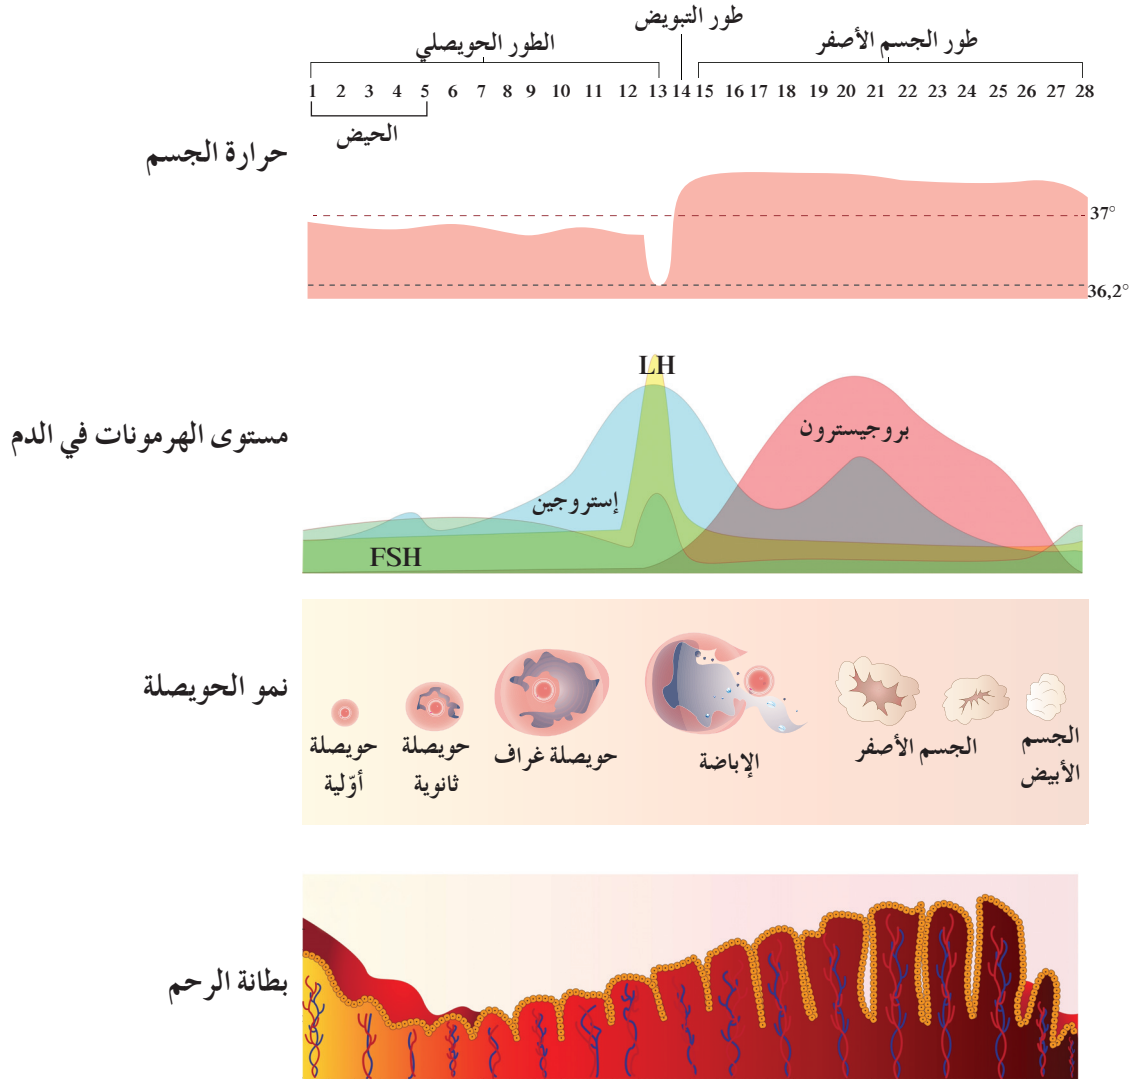 طور التبويض
الطور الحويصلي
طور الجسم الأصفر
1 2 3 4 5 6 7 8 9 10 11 12 13 14 15 16 17 18 19 20 21 22 23 24 25 26 27 28
الحيض
حرارة الجسم
37°
36,2°
LH
بروجيسترون
مستوى الهرمونات في الدم
إستروجين
FSH
نمو الحويصلة
حويصلة
أوّلية
حويصلة
ثانوية
حويصلة غراف
الإباضة
الجسم الأصفر
الجسم
الأبيض
بطانة الرحم